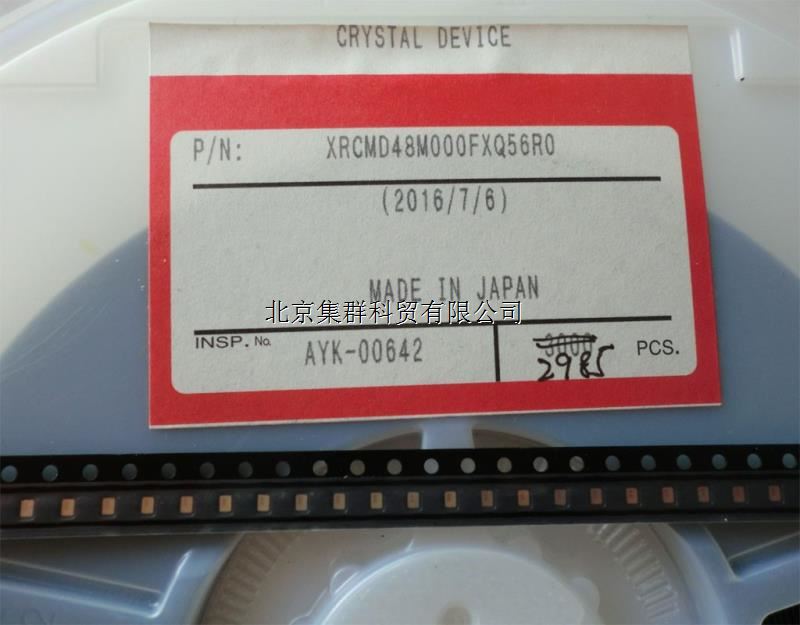 CRYSTAL DEVICE
P/N: XRCMD48M000FXQ56R0
(2016/7/6)
MADE IN JAPAN
北京集群科贸有限公司
INSP. No. AYK-00642 3000 PCS.
2985